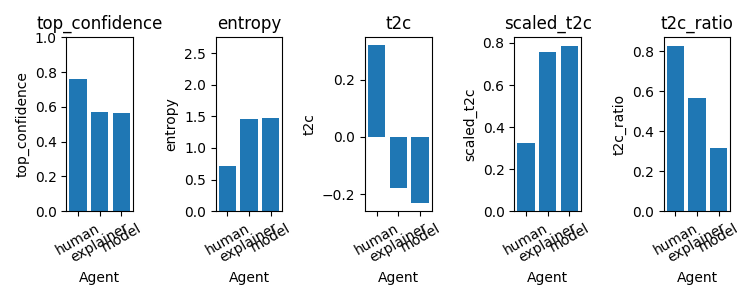 top_confidence
top_confidence
1.0
0.8
0.6
0.4
0.2
0.0
human
explainer
model
Agent
entropy
entropy
2.5
2.0
1.5
1.0
0.5
0.0
human
explainer
model
Agent
t2c
t2c
0.2
0.0
−0.2
human
explainer
model
Agent
scaled_t2c
scaled_t2c
0.8
0.6
0.4
0.2
0.0
human
explainer
model
Agent
t2c_ratio
t2c_ratio
0.8
0.6
0.4
0.2
0.0
human
explainer
model
Agent